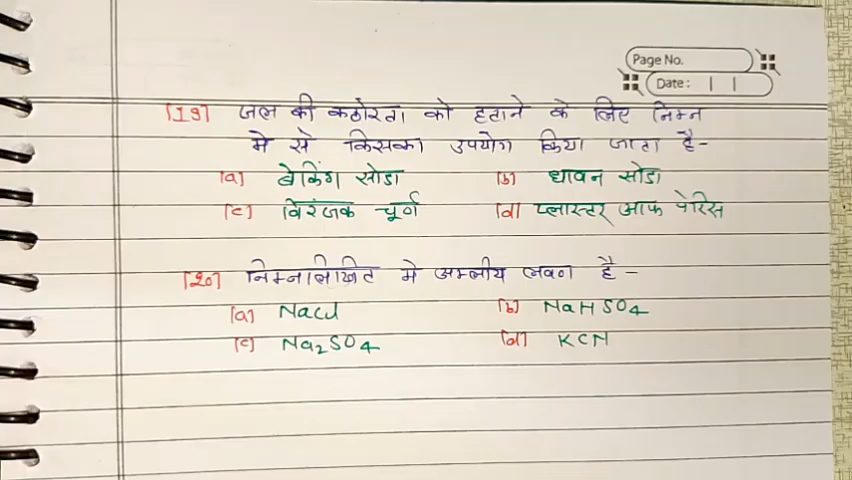 Page No.
Date: | |
[19] जल की कठोरता को हटाने के लिए निम्न
मे से किसका उपयोग किया जाता है-
[a] बेकिंग सोडा [b] धावन सोडा
[c] विरंजक चूर्ण [d] प्लास्टर् आफ पेरिस
[20] निम्नलिखित मे अम्लीय लवण है -
[a] NaCl [b] NaHSO4
[c] Na2SO4 [d] KCN